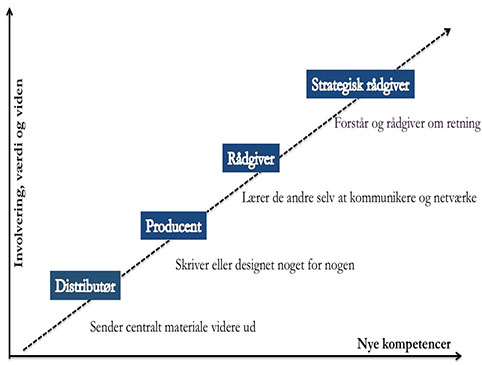 Involvering, værdi og viden
Strategisk rådgiver
Forstår og rådgiver om retning
Rådgiver
Lærer de andre selv at kommunikere og netværke
Producent
Skriver eller designet noget for nogen
Distributør
Sender centralt materiale videre ud
Nye kompetencer